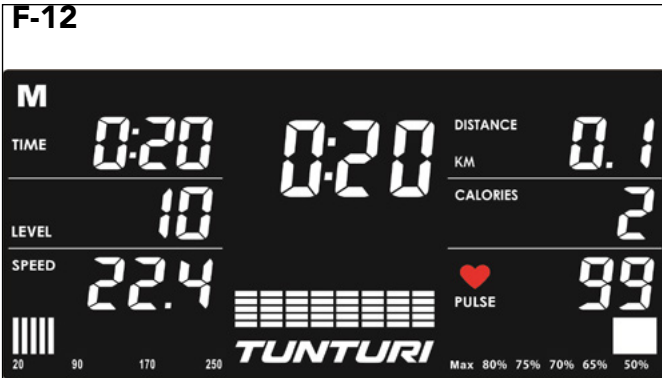 F-12
M
TIME 0:20
LEVEL 10
SPEED 22.4
20 90 170 250
0:20
TUNTURI
DISTANCE 0.1
KM
CALORIES 2
PULSE 99
Max 80% 75% 70% 65% 50%